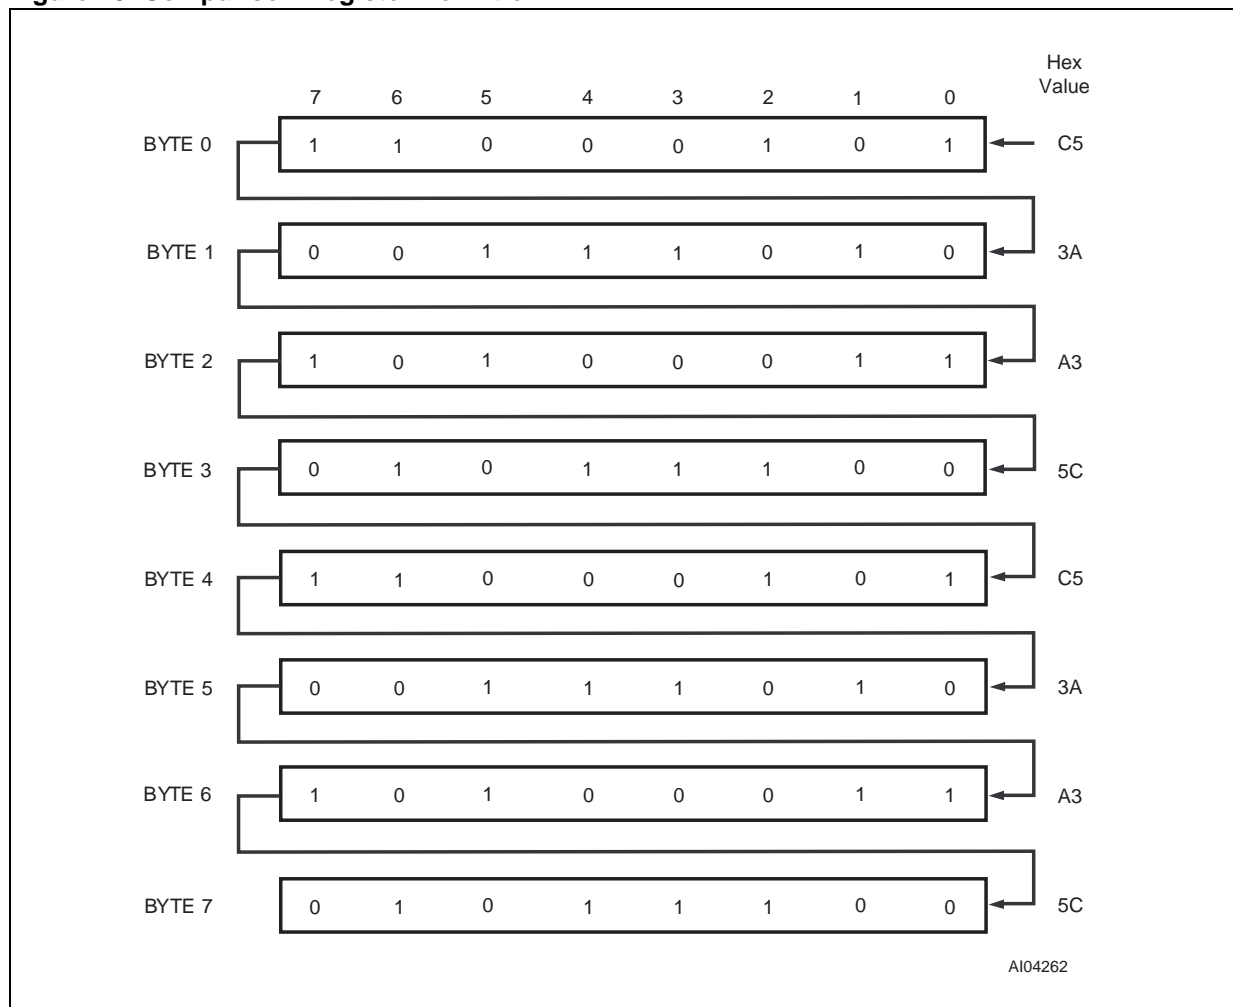 Hex
Value
7 6 5 4 3 2 1 0
BYTE 0 1 1 0 0 0 1 0 1 C5
BYTE 1 0 0 1 1 1 0 1 0 3A
BYTE 2 1 0 1 0 0 0 1 1 A3
BYTE 3 0 1 0 1 1 1 0 0 5C
BYTE 4 1 1 0 0 0 1 0 1 C5
BYTE 5 0 0 1 1 1 0 1 0 3A
BYTE 6 1 0 1 0 0 0 1 1 A3
BYTE 7 0 1 0 1 1 1 0 0 5C
AI04262